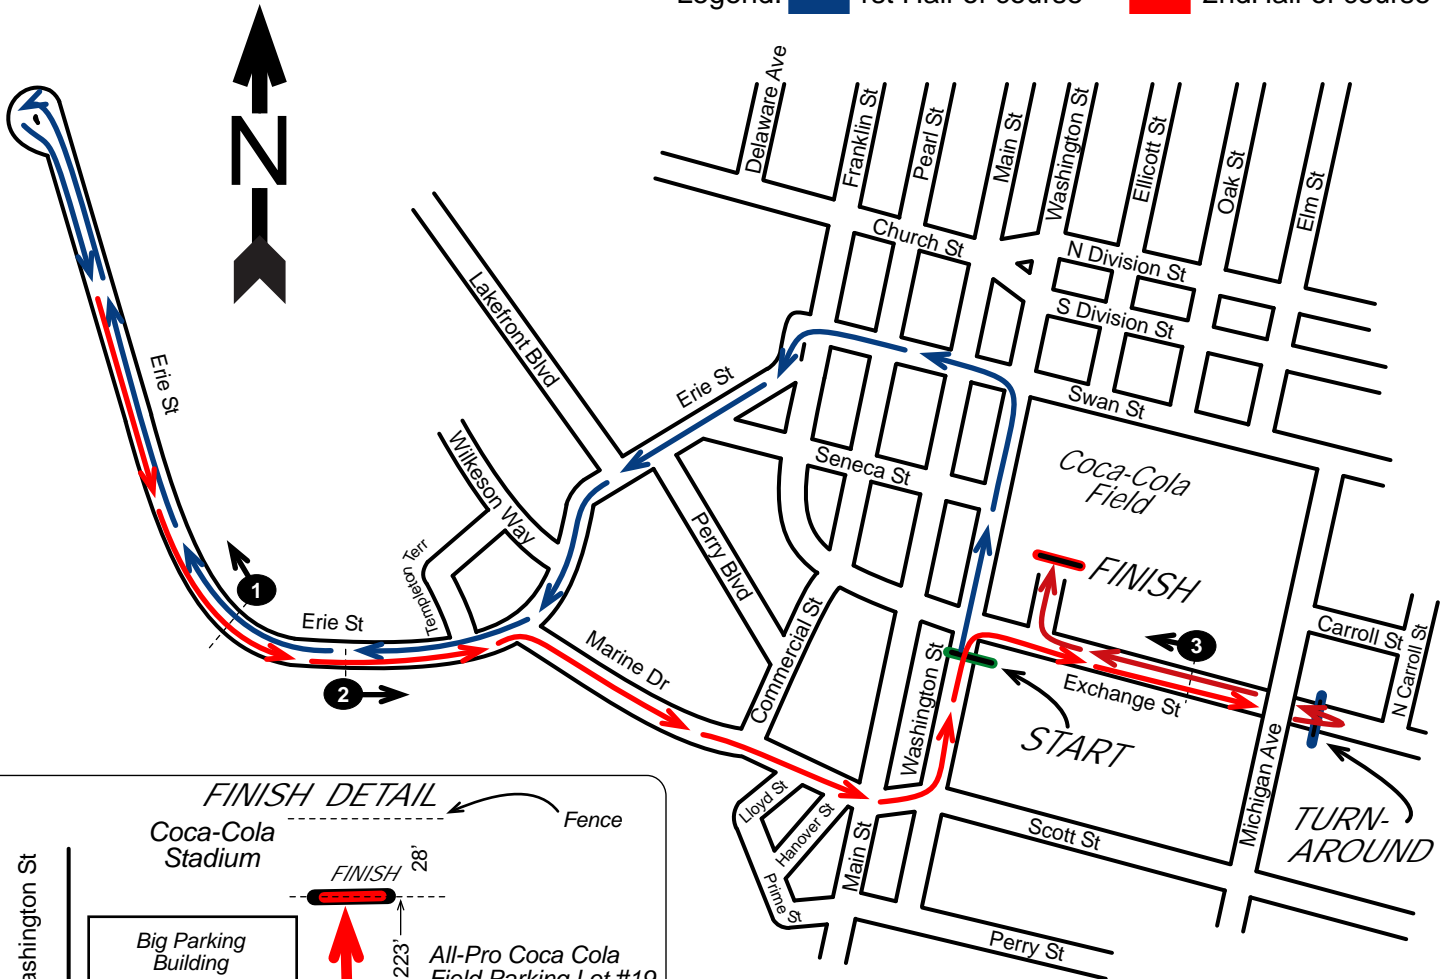 Legend: 1st Half of course 2nd Half of course
N
Delaware Ave
Franklin St
Pearl St
Main St
Washington St
Ellicott St
Oak St
Elm St
Church St
N Division St
S Division St
Swan St
Lakefront Blvd
Erie St
Erie St
Seneca St
Coca-Cola
Field
Wilkeson Way
Perry Blvd
Templeton Terr
FINISH
1
Erie St
2
Marine Dr
Commercial St
Washington St
3
Carroll St
N Carroll St
Exchange St
START
Michigan Ave
TURN-
AROUND
Lloyd St
Hanover St
Main St
Scott St
Prime St
Perry St
FINISH DETAIL
Fence
Coca-Cola
Stadium
FINISH
28'
223'
ashington St
Big Parking
Building
All-Pro Coca Cola
Field Parking Lot #19